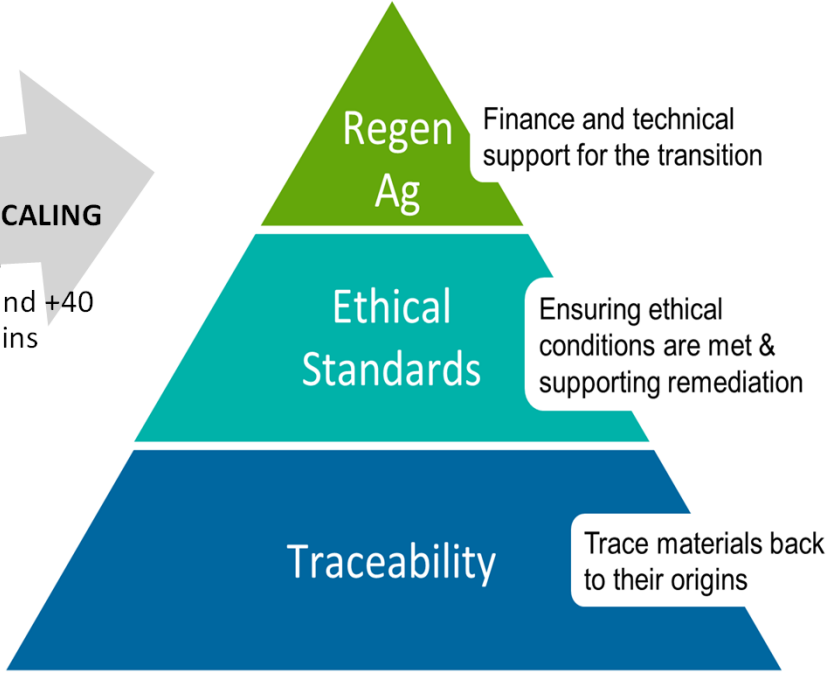 CALING
nd +40
ins
Regen
Ag
Finance and technical
support for the transition
Ethical
Standards
Ensuring ethical
conditions are met &
supporting remediation
Traceability
Trace materials back
to their origins